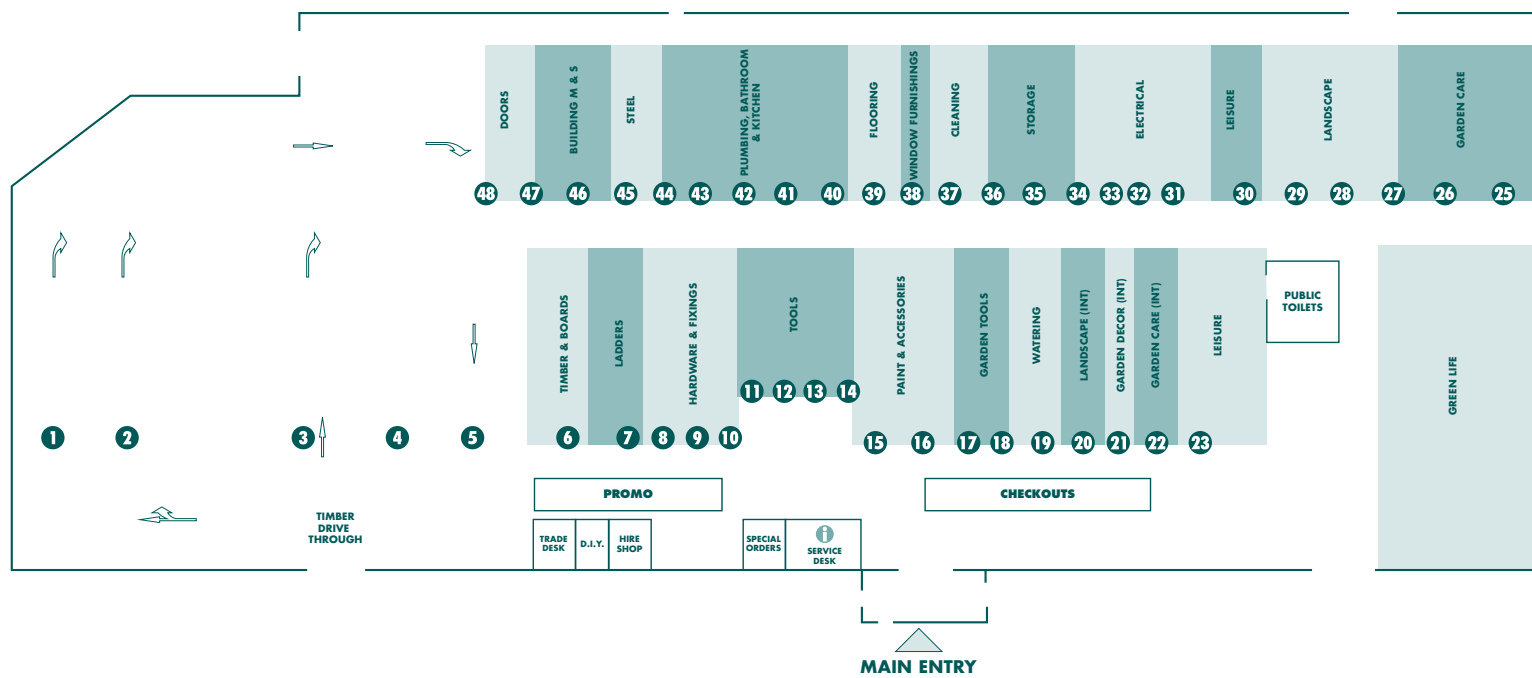 DOORS
BUILDING M & S
STEEL
PLUMBING, BATHROOM
& KITCHEN
FLOORING
WINDOW FURNISHINGS
CLEANING
STORAGE
ELECTRICAL
LEISURE
LANDSCAPE
GARDEN CARE
48 47 46 45 44 43 42 41 40 39 38 37 36 35 34 33 32 31 30 29 28 27 26 25
TIMBER & BOARDS
LADDERS
HARDWARE & FIXINGS
TOOLS
PAINT & ACCESSORIES
GARDEN TOOLS
WATERING
LANDSCAPE (INT)
GARDEN DECOR (INT)
GARDEN CARE (INT)
LEISURE
PUBLIC
TOILETS
GREEN LIFE
11 12 13 14
1 2 3 4 5 6 7 8 9 10 15 16 17 18 19 20 21 22 23
PROMO
CHECKOUTS
TIMBER
DRIVE
THROUGH
TRADE
DESK
D.I.Y.
HIRE
SHOP
SPECIAL
ORDERS
i
SERVICE
DESK
MAIN ENTRY